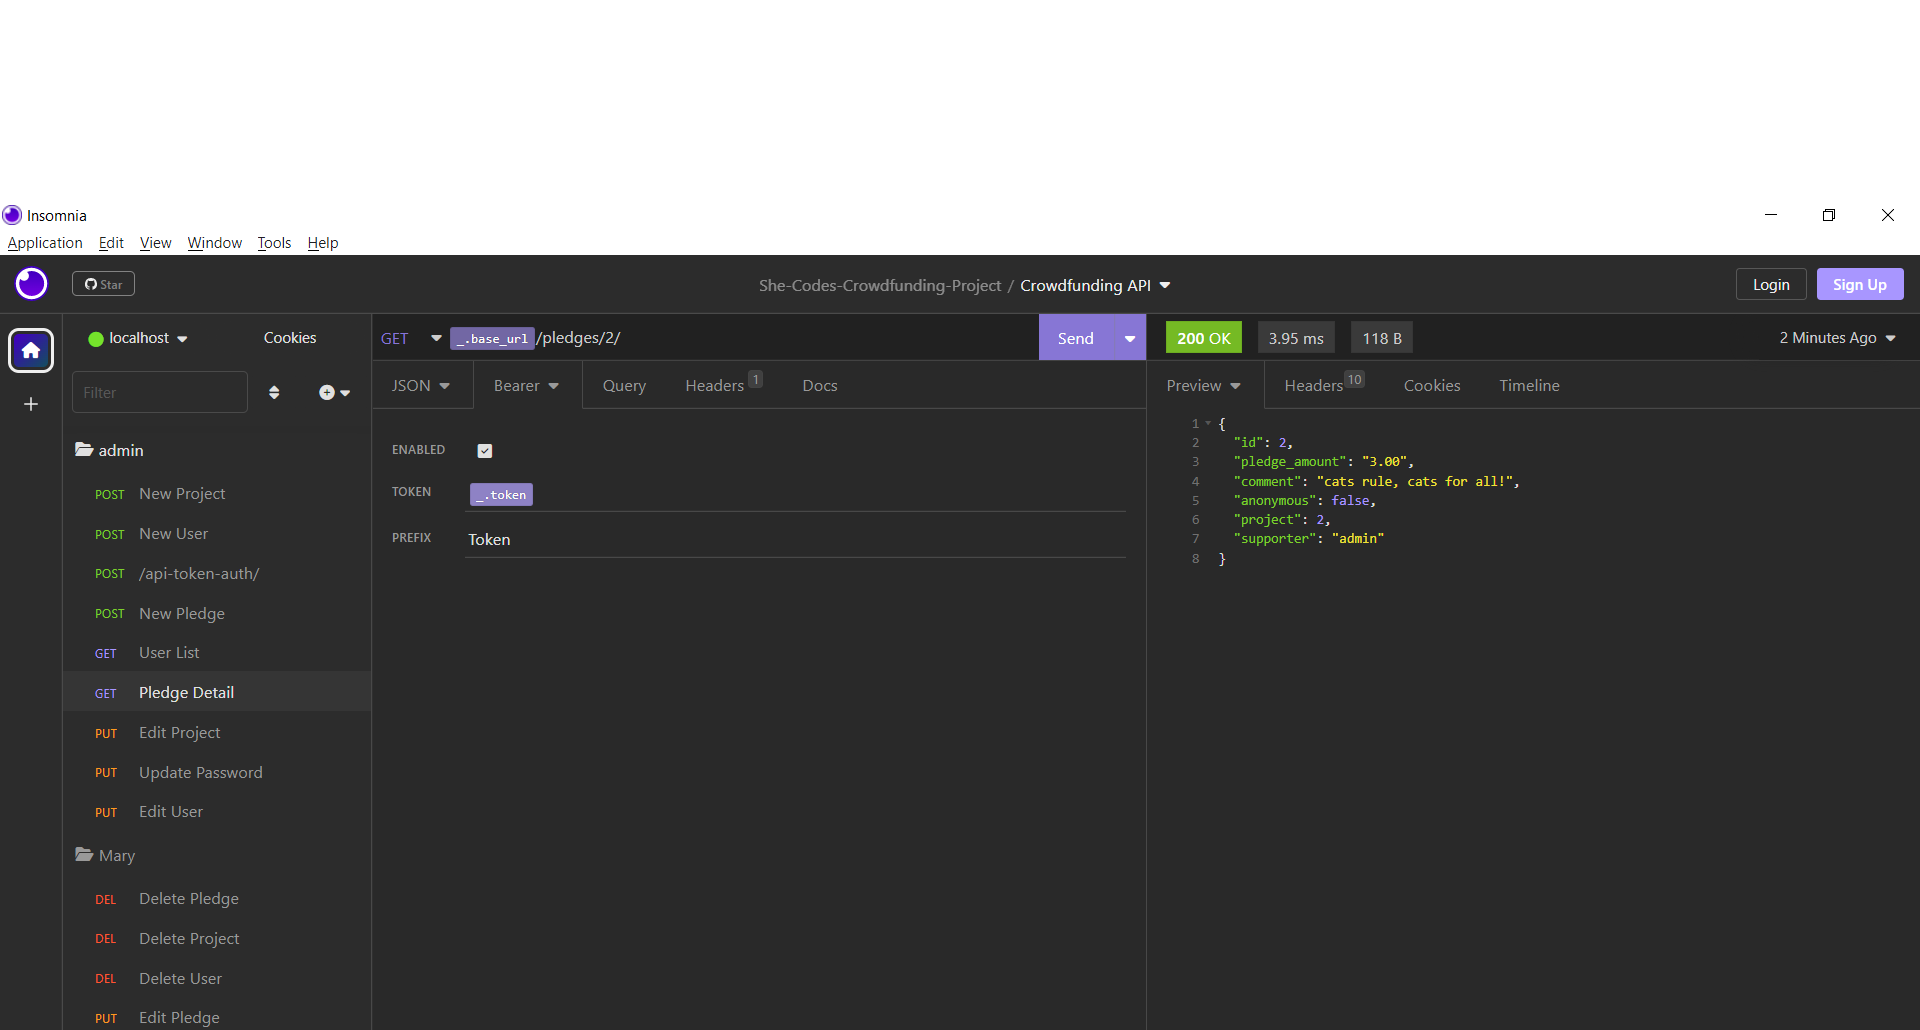 Insomnia
Application Edit View Window Tools Help
Star
She-Codes-Crowdfunding-Project / Crowdfunding API
Login
Sign Up
localhost
Cookies
Filter
admin
POST New Project
POST New User
POST /api-token-auth/
POST New Pledge
GET User List
GET Pledge Detail
PUT Edit Project
PUT Update Password
PUT Edit User
Mary
DEL Delete Pledge
DEL Delete Project
DEL Delete User
PUT Edit Pledge
GET _.base_url/pledges/2/
Send
JSON Bearer Query Headers 1 Docs
ENABLED
TOKEN _.token
PREFIX Token
200 OK 3.95 ms 118 B 2 Minutes Ago
Preview Headers 10 Cookies Timeline
1 {
2 "id": 2,
3 "pledge_amount": "3.00",
4 "comment": "cats rule, cats for all!",
5 "anonymous": false,
6 "project": 2,
7 "supporter": "admin"
8 }